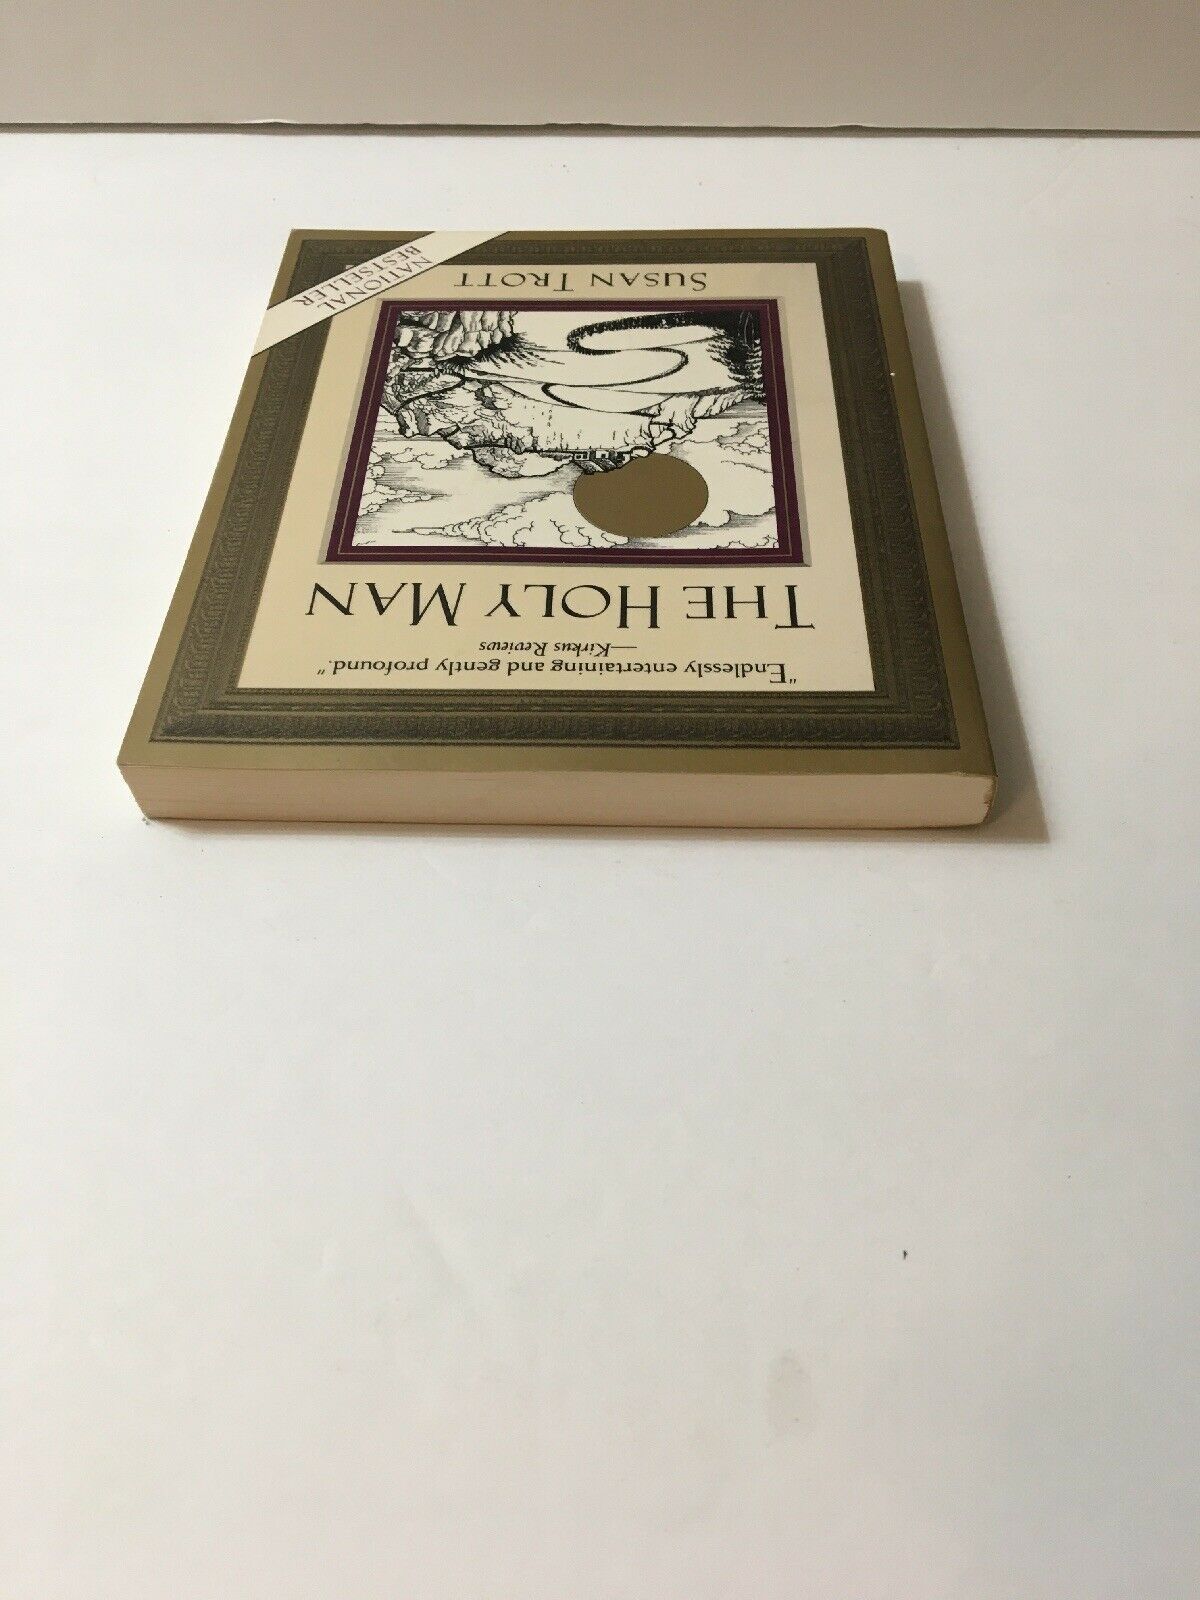 "Endlessly entertaining and gently profound."
—Kirkus Reviews
THE HOLY MAN
SUSAN TROTT
NATIONAL
BESTSELLER